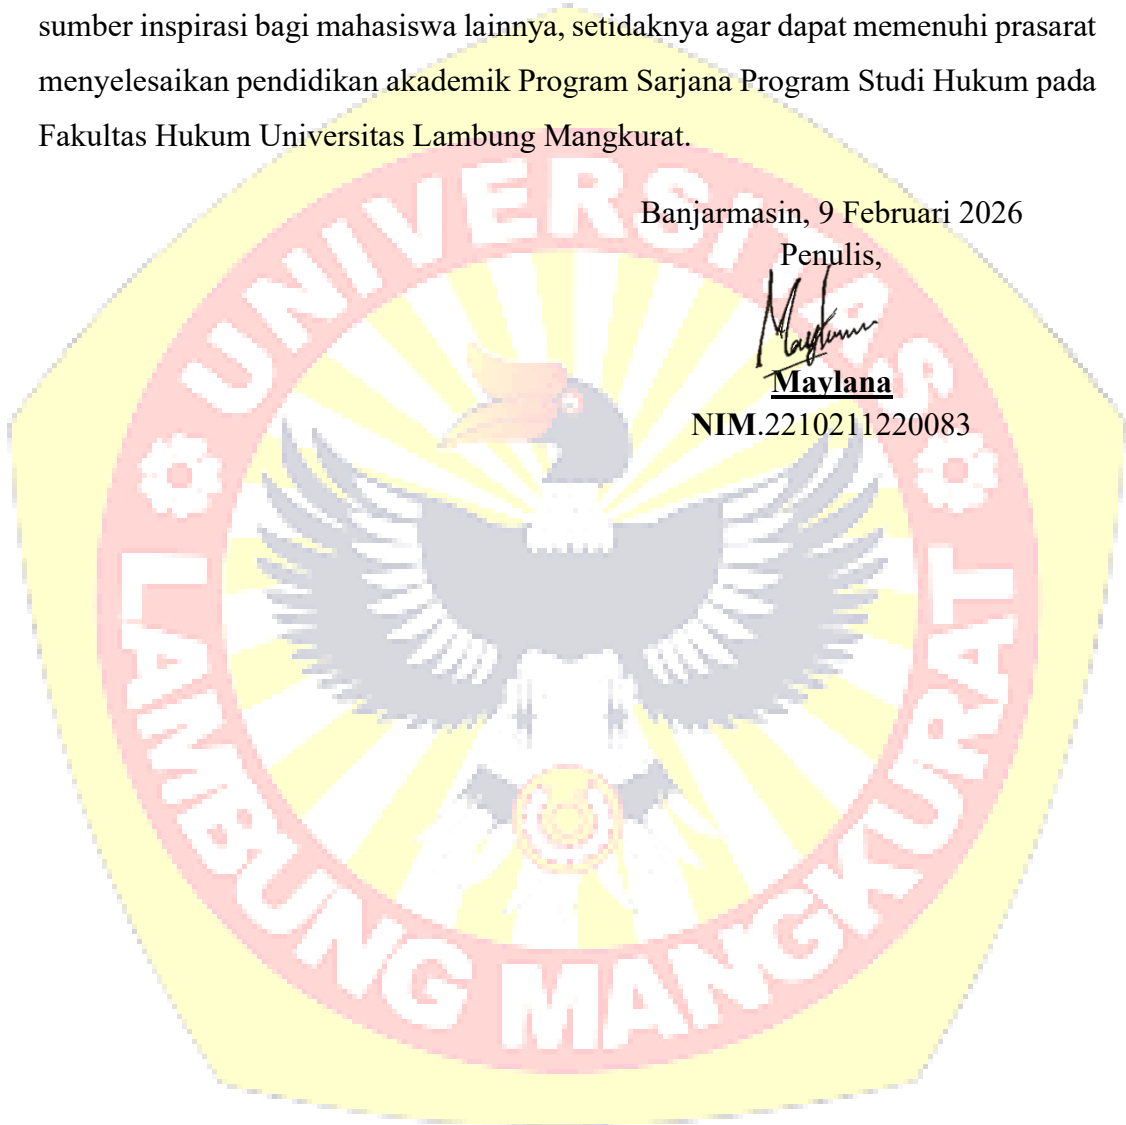 sumber inspirasi bagi mahasiswa lainnya, setidaknya agar dapat memenuhi prasarat
menyelesaikan pendidikan akademik Program Sarjana Program Studi Hukum pada
Fakultas Hukum Universitas Lambung Mangkurat.
Banjarmasin, 9 Februari 2026
Penulis,
Maylana
NIM.2210211220083
UNIVERSITAS
LAMBUNG MANGKURAT